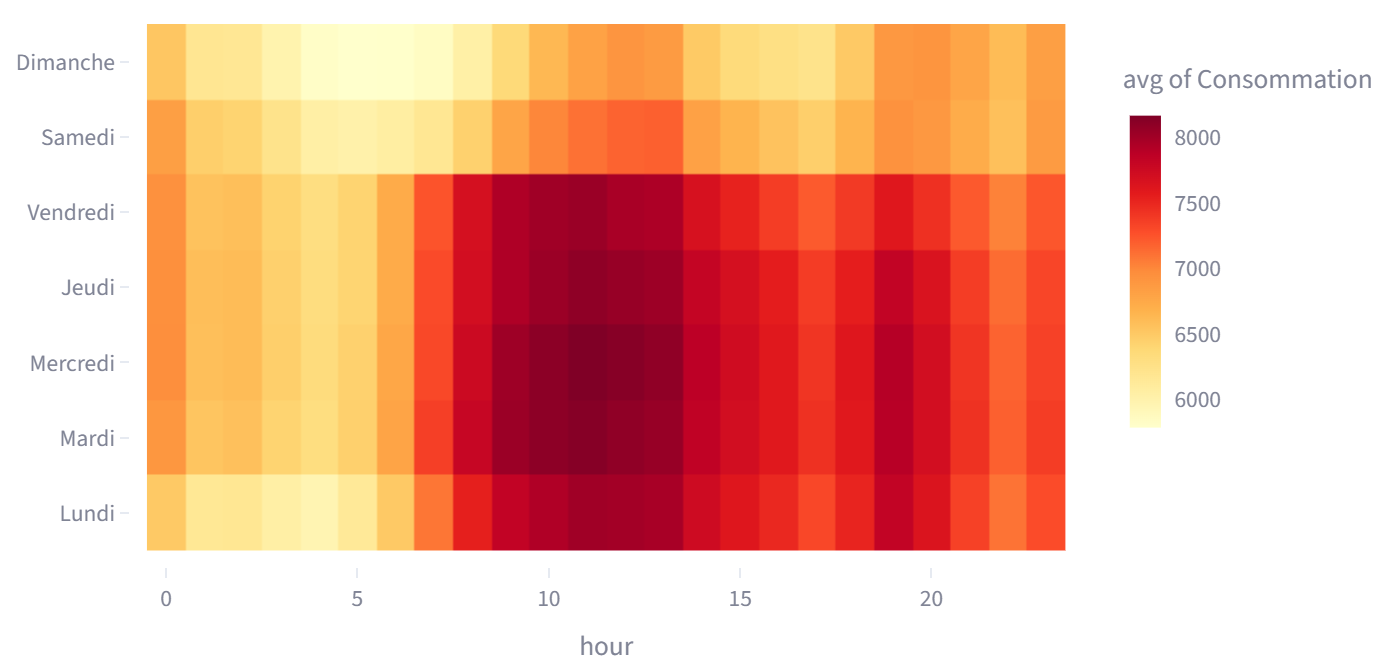 Dimanche
Samedi
Vendredi
Jeudi
Mercredi
Mardi
Lundi
0 5 10 15 20
hour
avg of Consommation
8000
7500
7000
6500
6000